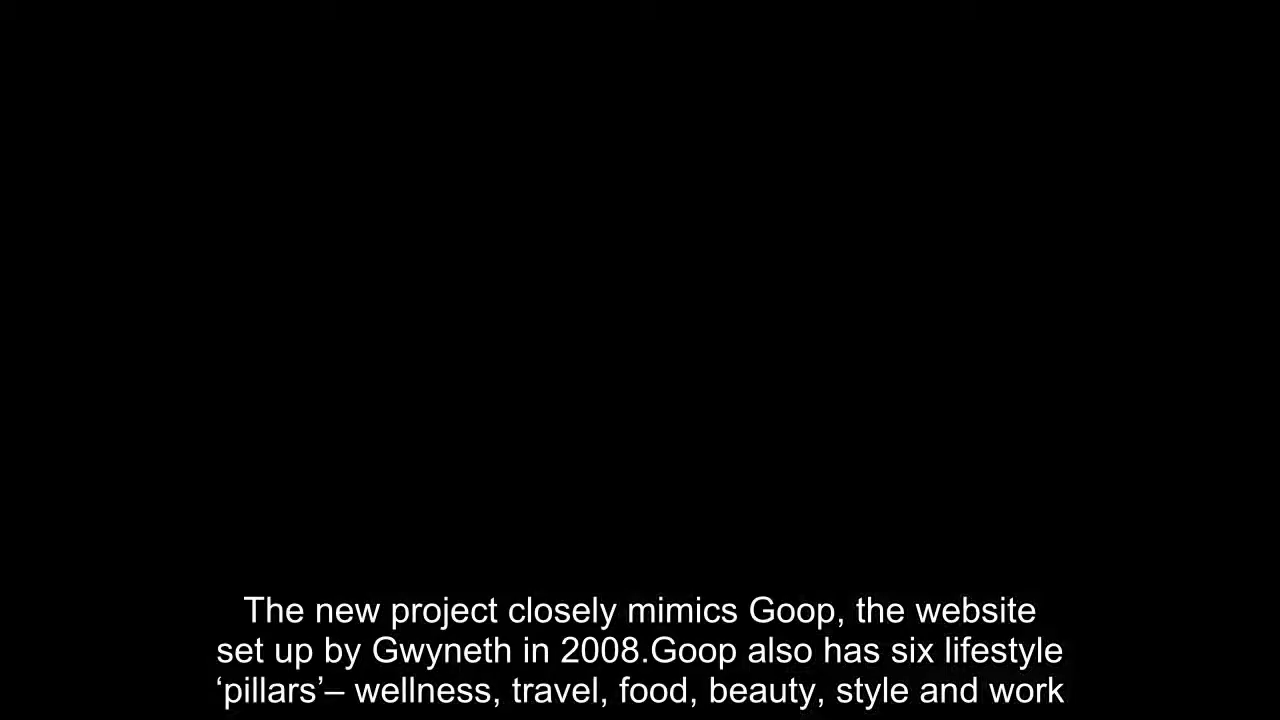 The new project closely mimics Goop, the website
set up by Gwyneth in 2008.Goop also has six lifestyle
‘pillars’– wellness, travel, food, beauty, style and work